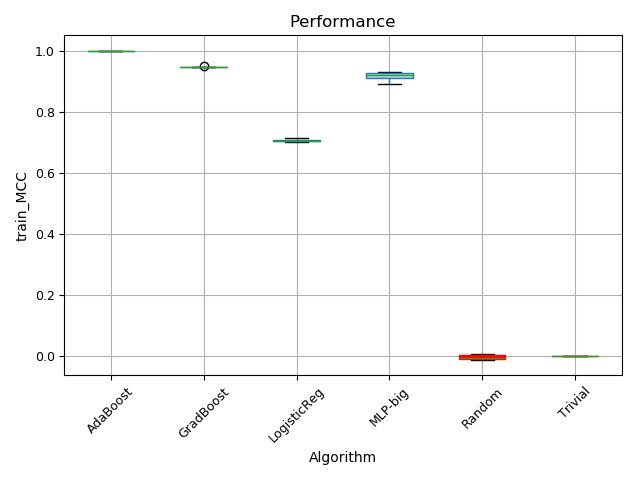 Performance
1.0
0.8
0.6
0.4
0.2
0.0
train_MCC
AdaBoost
GradBoost
LogisticReg
MLP-big
Random
Trivial
Algorithm